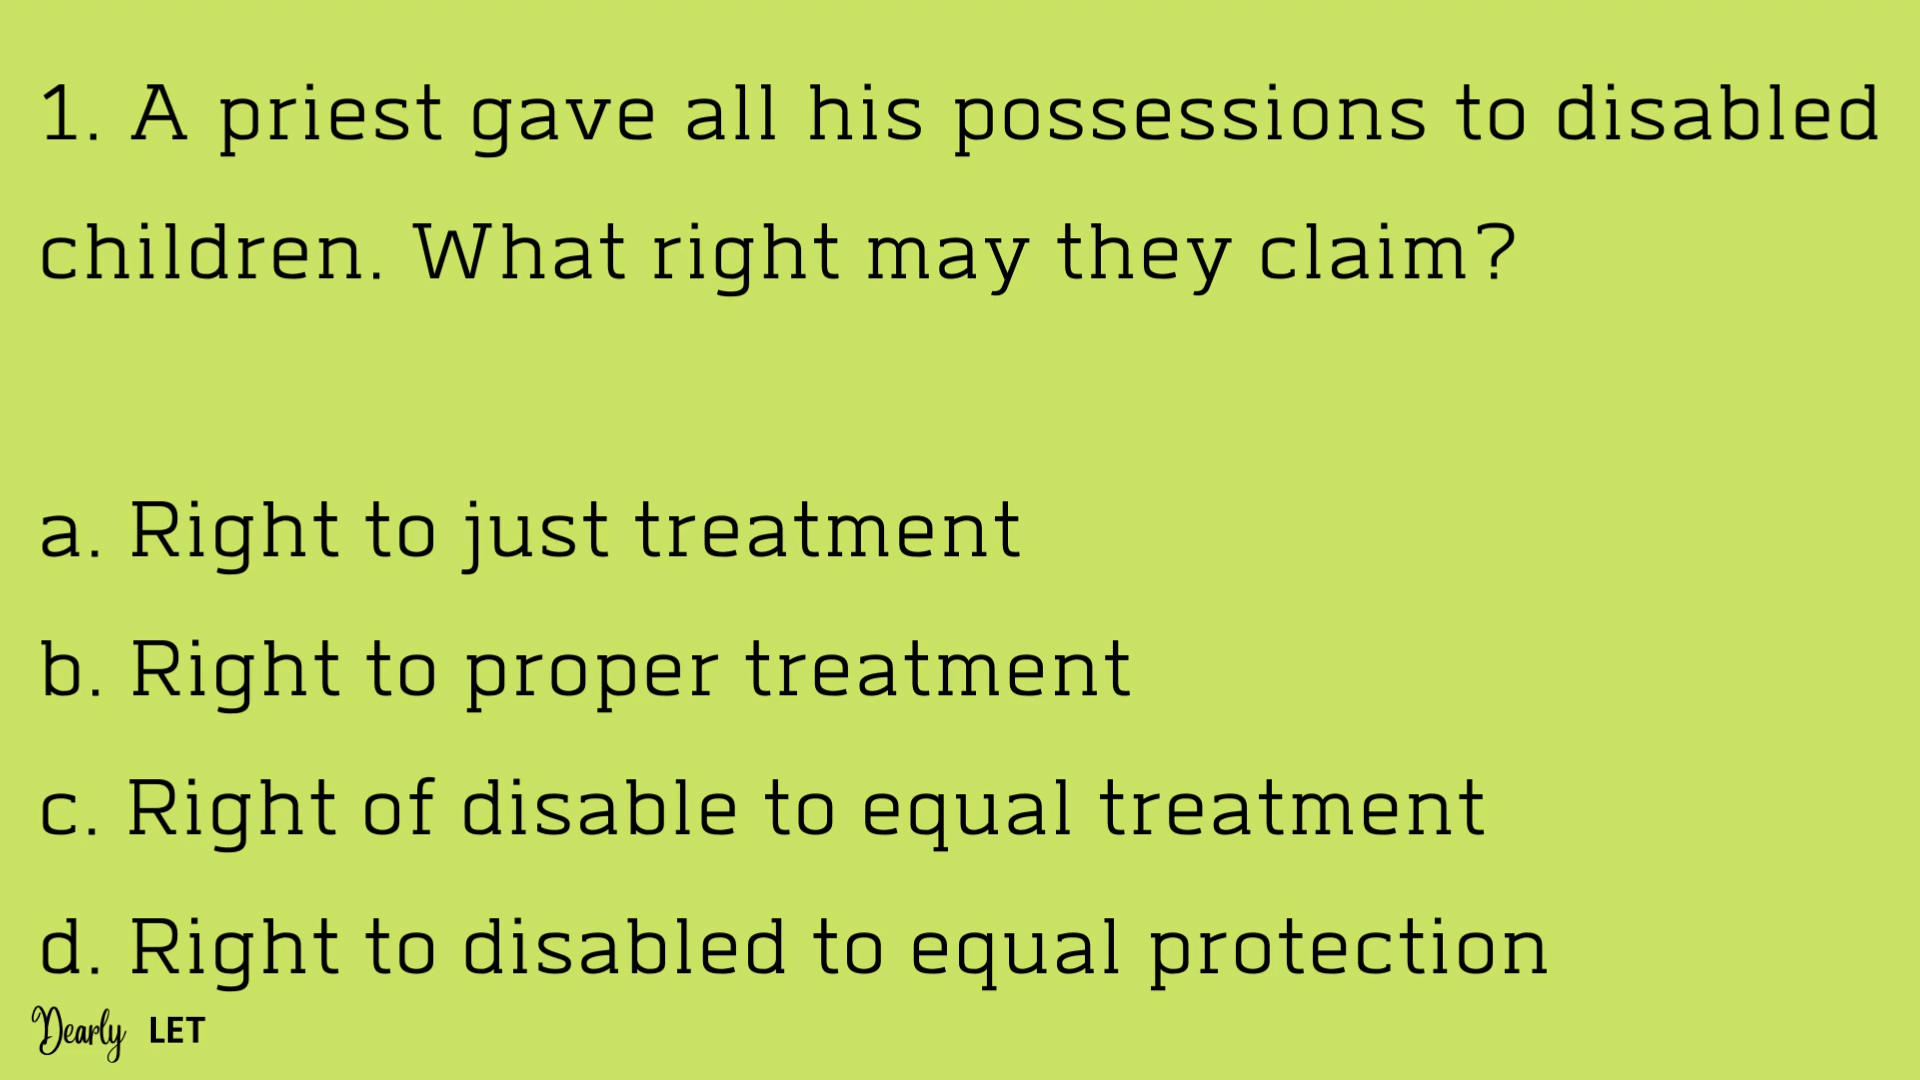 1. A priest gave all his possessions to disabled
children. What right may they claim?
a. Right to just treatment
b. Right to proper treatment
c. Right of disable to equal treatment
d. Right to disabled to equal protection
Dearly LET